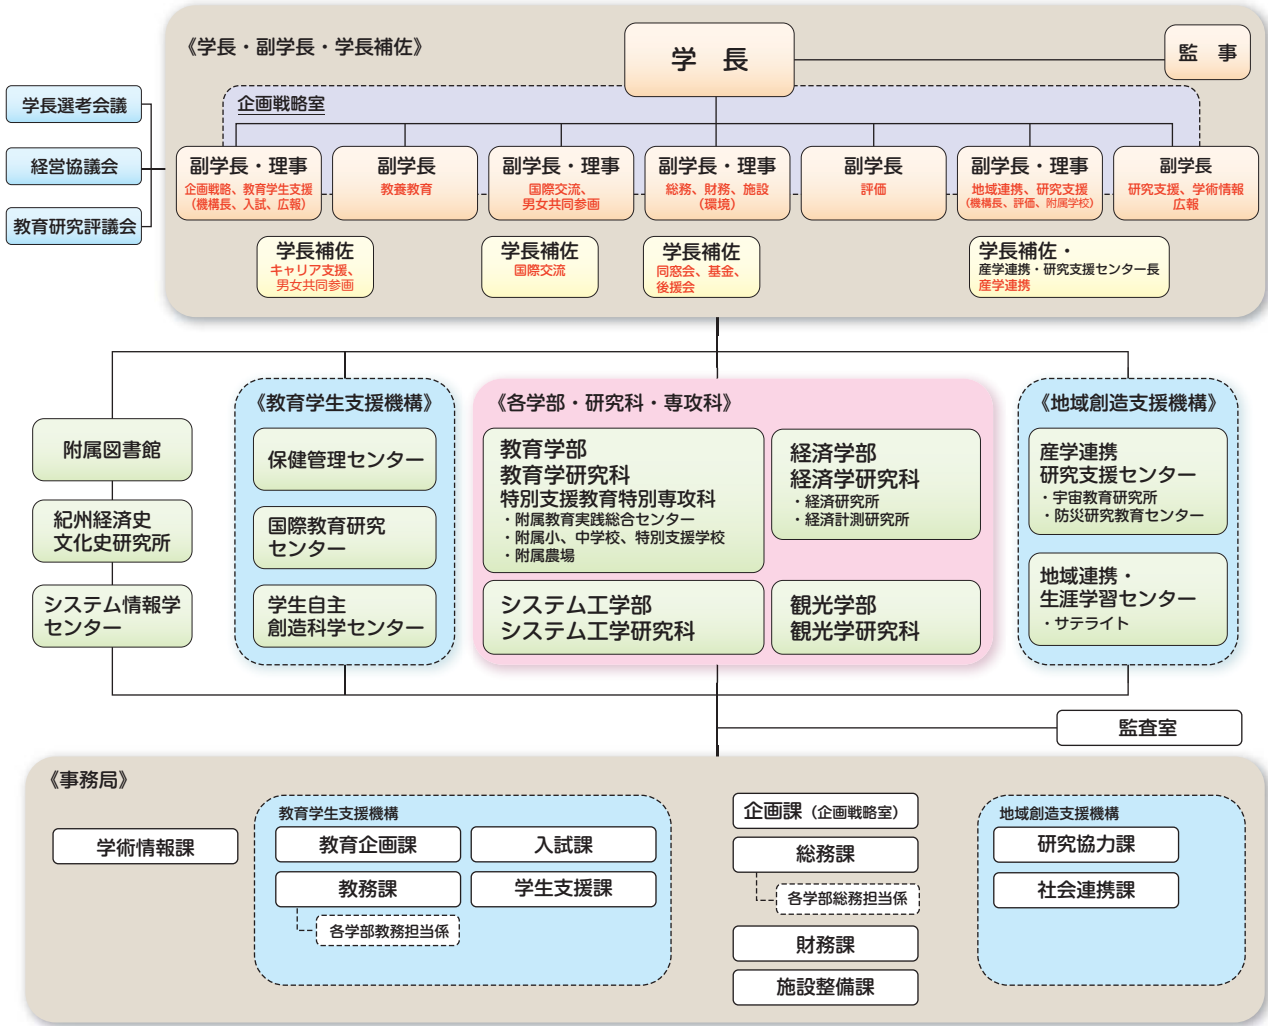 《学長・副学長・学長補佐》
学　長
監　事
学長選考会議
経営協議会
教育研究評議会
企画戦略室
副学長・理事
企画戦略、教育学生支援
（機構長、入試、広報）
副学長
教養教育
副学長・理事
国際交流、
男女共同参画
副学長・理事
総務、財務、施設
（環境）
副学長
評価
副学長・理事
地域連携、研究支援
（機構長、評価、附属学校）
副学長
研究支援、学術情報
広報
学長補佐
キャリア支援、
男女共同参画
学長補佐
国際交流
学長補佐
同窓会、基金、
後援会
学長補佐・
産学連携・研究支援センター長
産学連携
附属図書館
紀州経済史
文化史研究所
システム情報学
センター
《教育学生支援機構》
保健管理センター
国際教育研究
センター
学生自主
創造科学センター
《各学部・研究科・専攻科》
教育学部
教育学研究科
特別支援教育特別専攻科
・附属教育実践総合センター
・附属小、中学校、特別支援学校
・附属農場
経済学部
経済学研究科
・経済研究所
・経済計測研究所
システム工学部
システム工学研究科
観光学部
観光学研究科
《地域創造支援機構》
産学連携
研究支援センター
・宇宙教育研究所
・防災研究教育センター
地域連携・
生涯学習センター
・サテライト
監査室
《事務局》
学術情報課
教育学生支援機構
教育企画課
入試課
教務課
学生支援課
各学部教務担当係
企画課（企画戦略室）
総務課
各学部総務担当係
財務課
施設整備課
地域創造支援機構
研究協力課
社会連携課